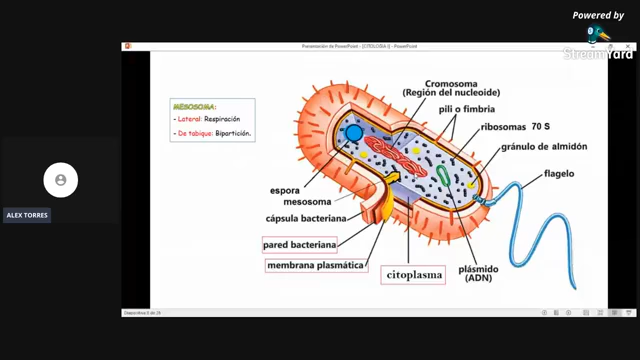 Powered by
StreamYard
Presentación de PowerPoint - [CITOLOGIA I] - PowerPoint
MESOSOMA:
- Lateral: Respiración
- De tabique: Bipartición.
Cromosoma
(Región del nucleoide)
pili o fimbria
ribosomas 70 S
gránulo de almidón
flagelo
espora
mesosoma
cápsula bacteriana
pared bacteriana
membrana plasmática
citoplasma
plásmido
(ADN)
ALEX TORRES